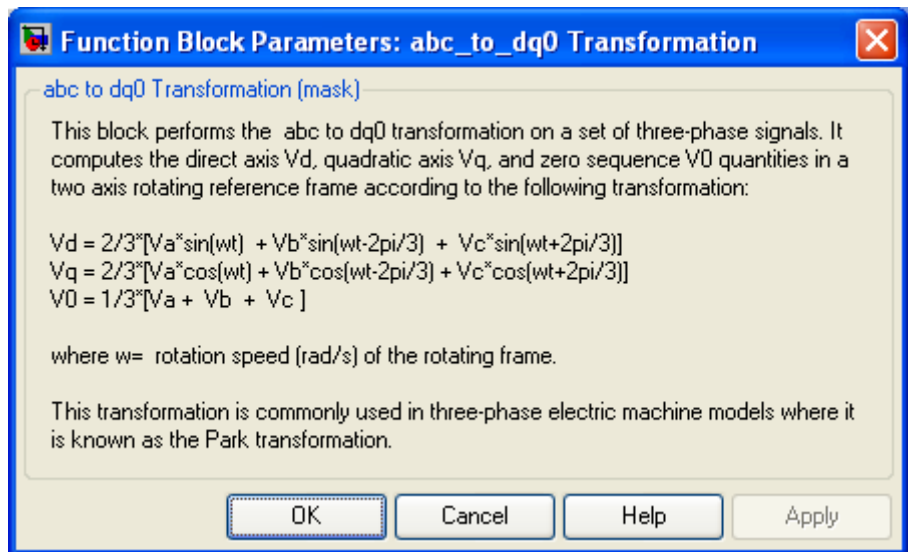 Function Block Parameters: abc_to_dq0 Transformation
abc to dq0 Transformation (mask)
This block performs the abc to dq0 transformation on a set of three-phase signals. It
computes the direct axis Vd, quadratic axis Vq, and zero sequence V0 quantities in a
two axis rotating reference frame according to the following transformation:
Vd = 2/3*[Va*sin(wt) + Vb*sin(wt-2pi/3) + Vc*sin(wt+2pi/3)]
Vq = 2/3*[Va*cos(wt) + Vb*cos(wt-2pi/3) + Vc*cos(wt+2pi/3)]
V0 = 1/3*[Va + Vb + Vc ]
where w= rotation speed (rad/s) of the rotating frame.
This transformation is commonly used in three-phase electric machine models where it
is known as the Park transformation.
OK Cancel Help Apply